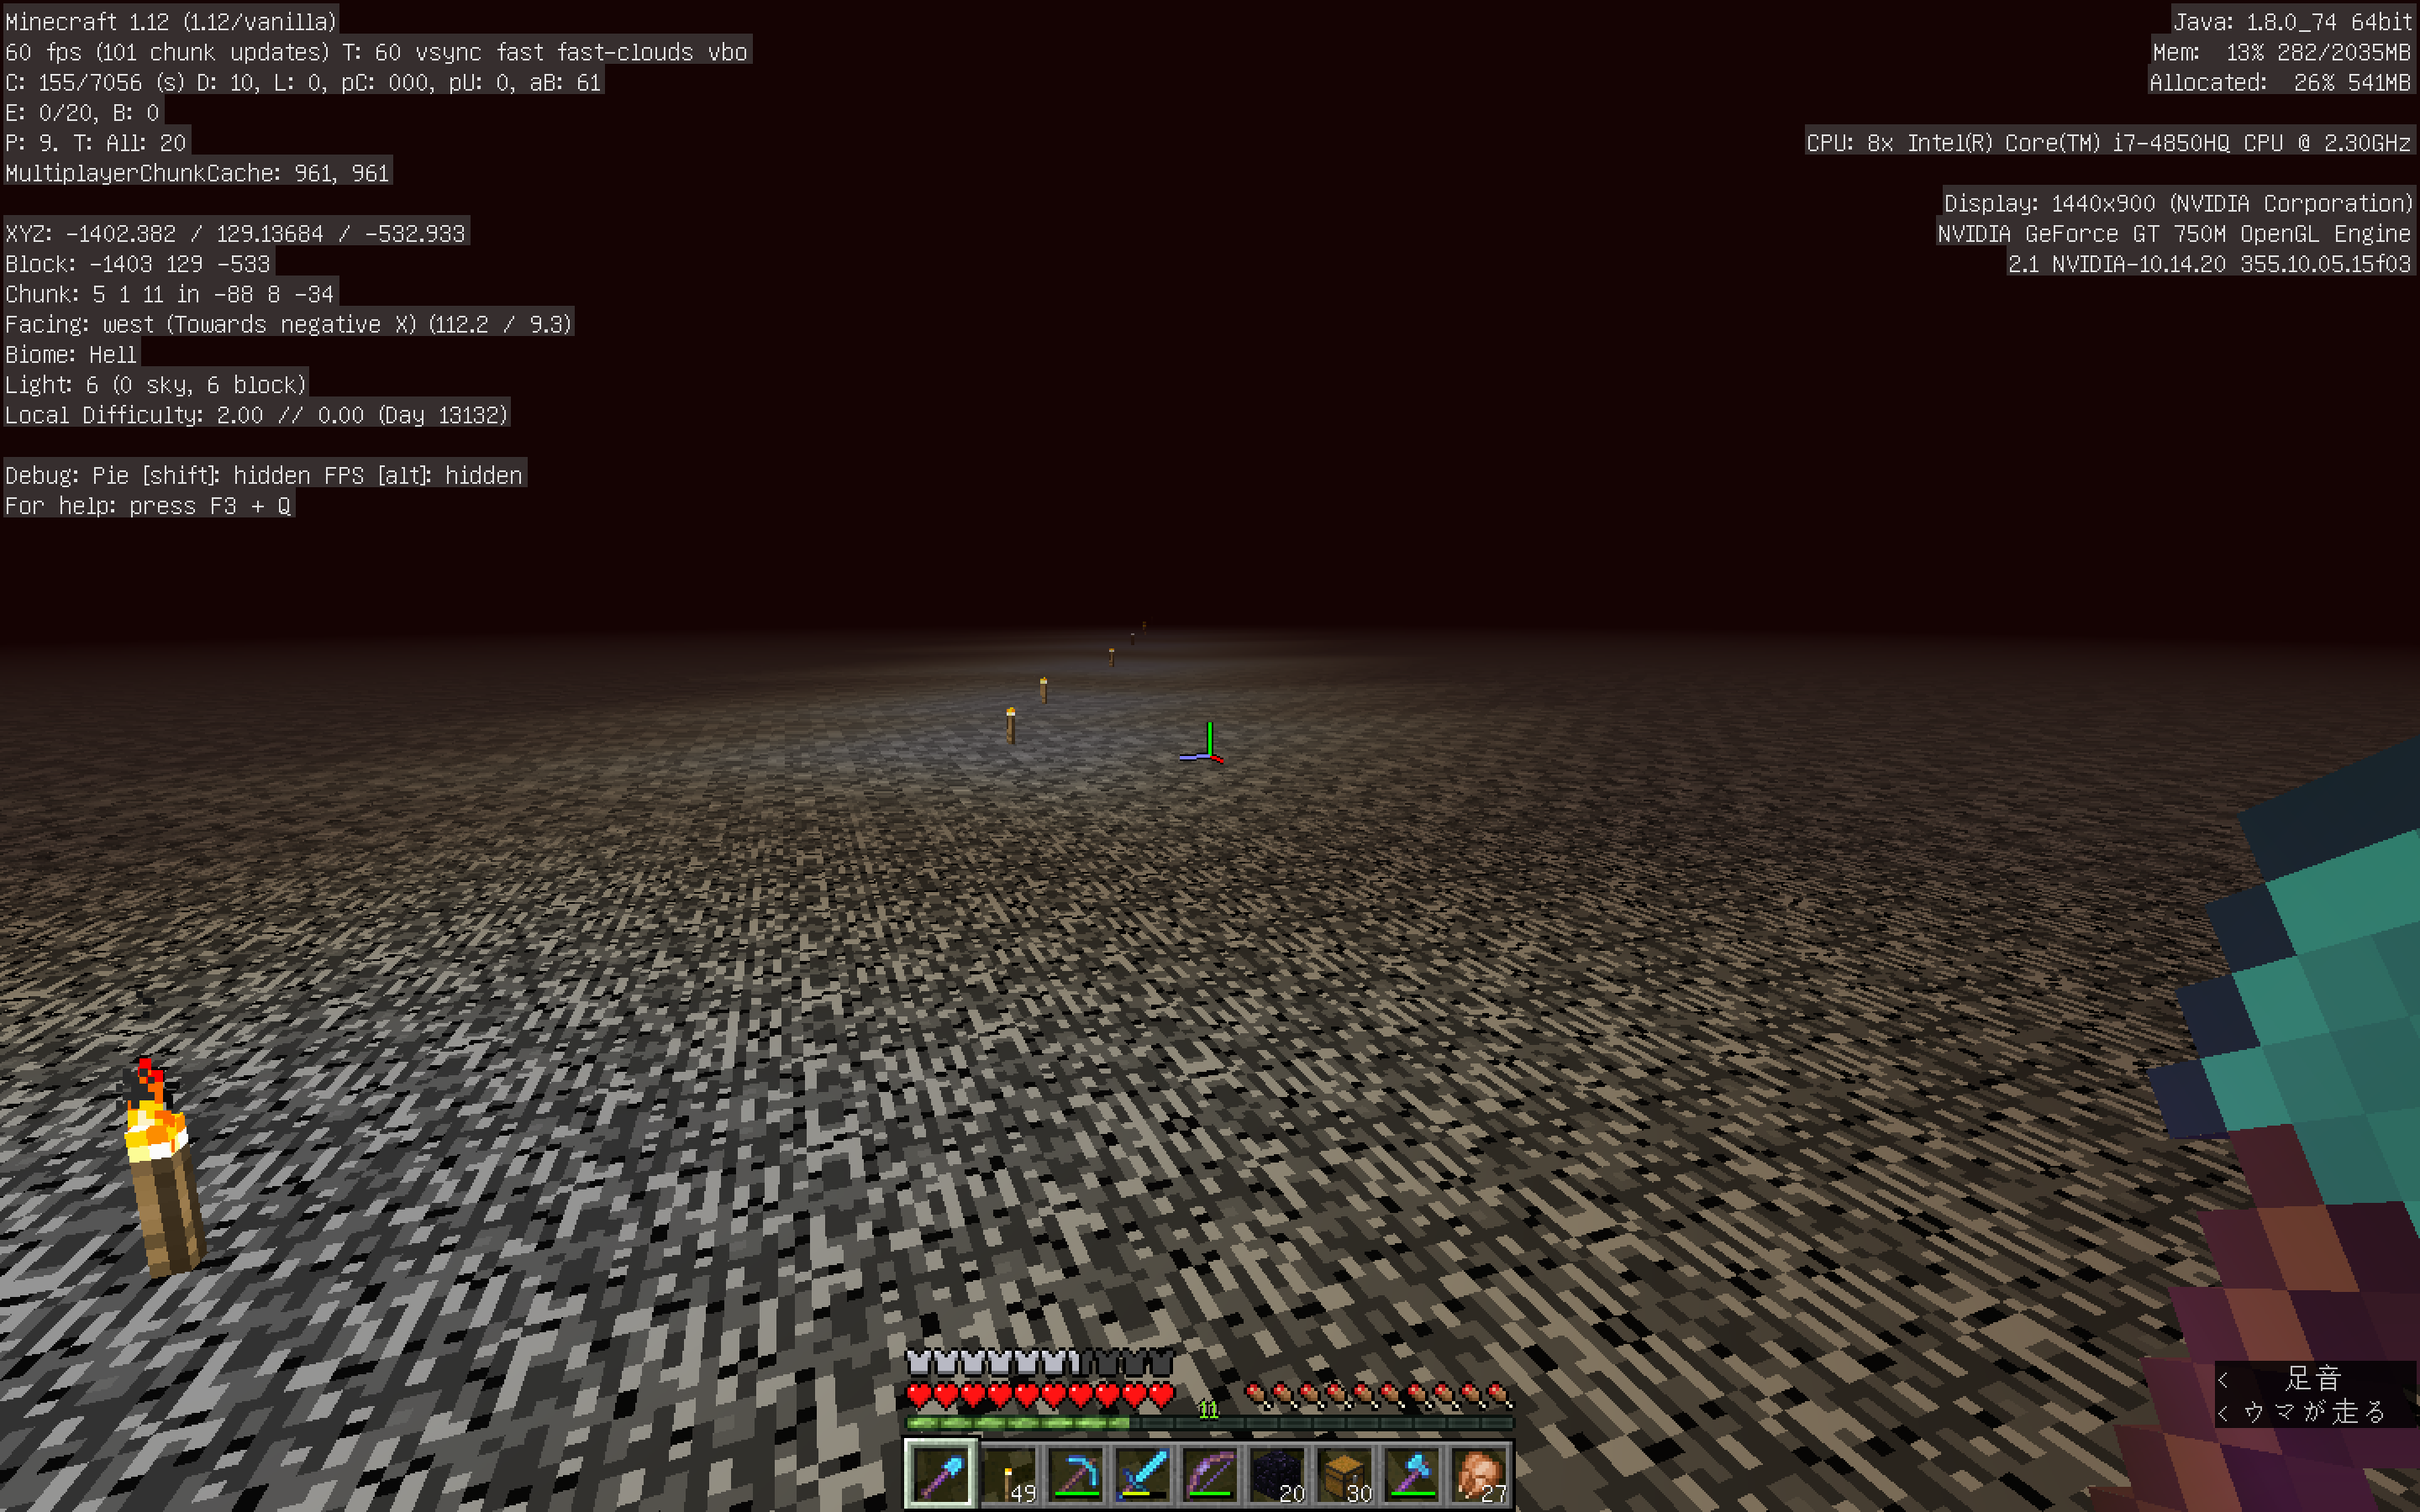 Minecraft 1.12 (1.12/vanilla)
60 fps (101 chunk updates) T: 60 vsync fast fast-clouds vbo
C: 155/7056 (s) D: 10, L: 0, pC: 000, pU: 0, aB: 61
E: 0/20, B: 0
P: 9. T: All: 20
MultiplayerChunkCache: 961, 961
XYZ: -1402.382 / 129.13684 / -532.933
Block: -1403 129 -533
Chunk: 5 1 11 in -88 8 -34
Facing: west (Towards negative X) (112.2 / 9.3)
Biome: Hell
Light: 6 (0 sky, 6 block)
Local Difficulty: 2.00 // 0.00 (Day 13132)
Debug: Pie [shift]: hidden FPS [alt]: hidden
For help: press F3 + Q
Java: 1.8.0_74 64bit
Mem: 13% 282/2035MB
Allocated: 26% 541MB
CPU: 8x Intel(R) Core(TM) i7-4850HQ CPU @ 2.30GHz
Display: 1440x900 (NVIDIA Corporation)
NVIDIA GeForce GT 750M OpenGL Engine
2.1 NVIDIA-10.14.20 355.10.05.15f03
< 足音
< ウマが走る
11
49 20 30 27